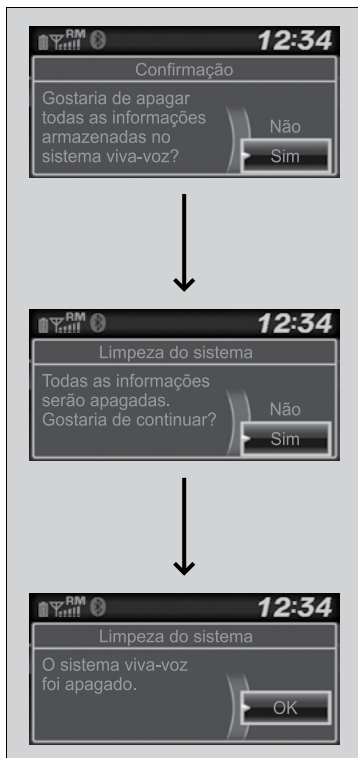 RM
12:34
Confirmação
Gostaria de apagar
todas as informações
armazenadas no
sistema viva-voz?
Não
Sim
RM
12:34
Limpeza do sistema
Todas as informações
serão apagadas.
Gostaria de continuar?
Não
Sim
RM
12:34
Limpeza do sistema
O sistema viva-voz
foi apagado.
OK